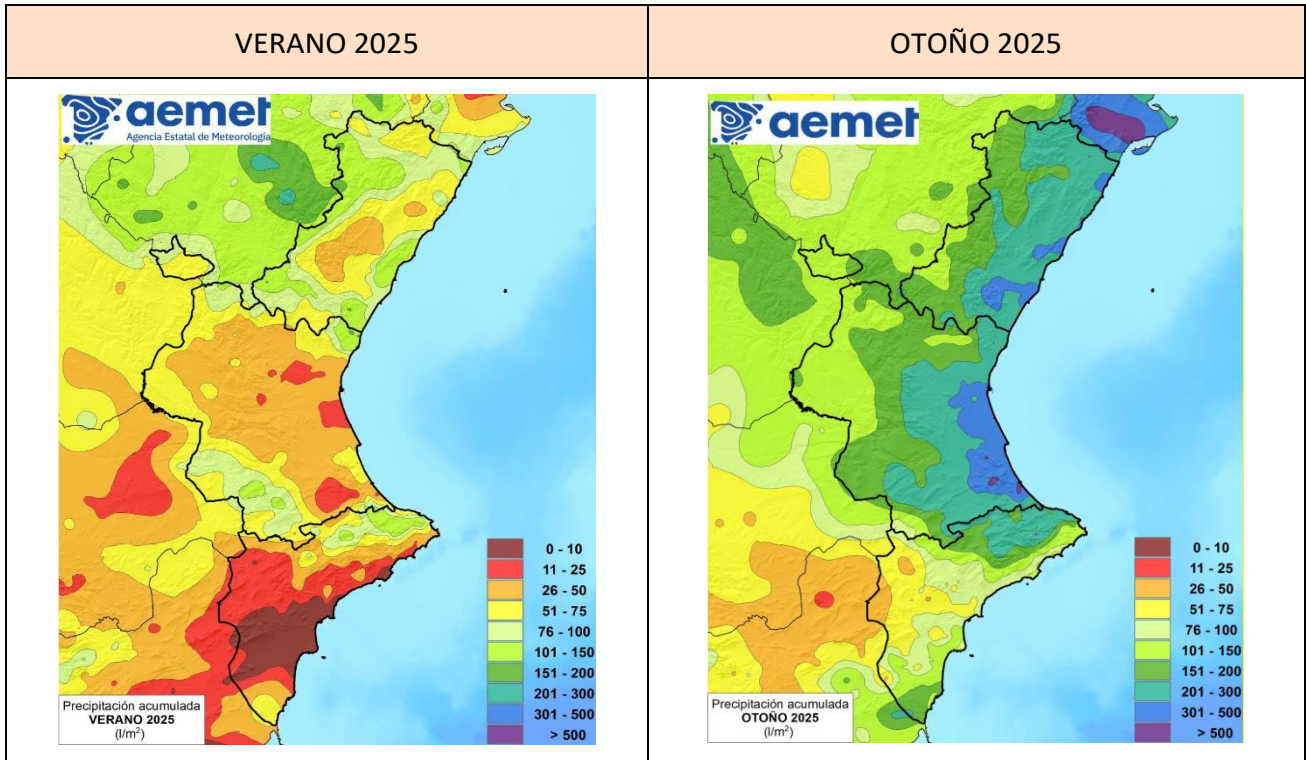 VERANO 2025
OTOÑO 2025
aemet
Agencia Estatal de Meteorología
0 - 10
11 - 25
26 - 50
51 - 75
76 - 100
101 - 150
151 - 200
201 - 300
301 - 500
> 500
Precipitación acumulada
VERANO 2025
(l/m²)
aemet
0 - 10
11 - 25
26 - 50
51 - 75
76 - 100
101 - 150
151 - 200
201 - 300
301 - 500
> 500
Precipitación acumulada
OTOÑO 2025
(l/m²)